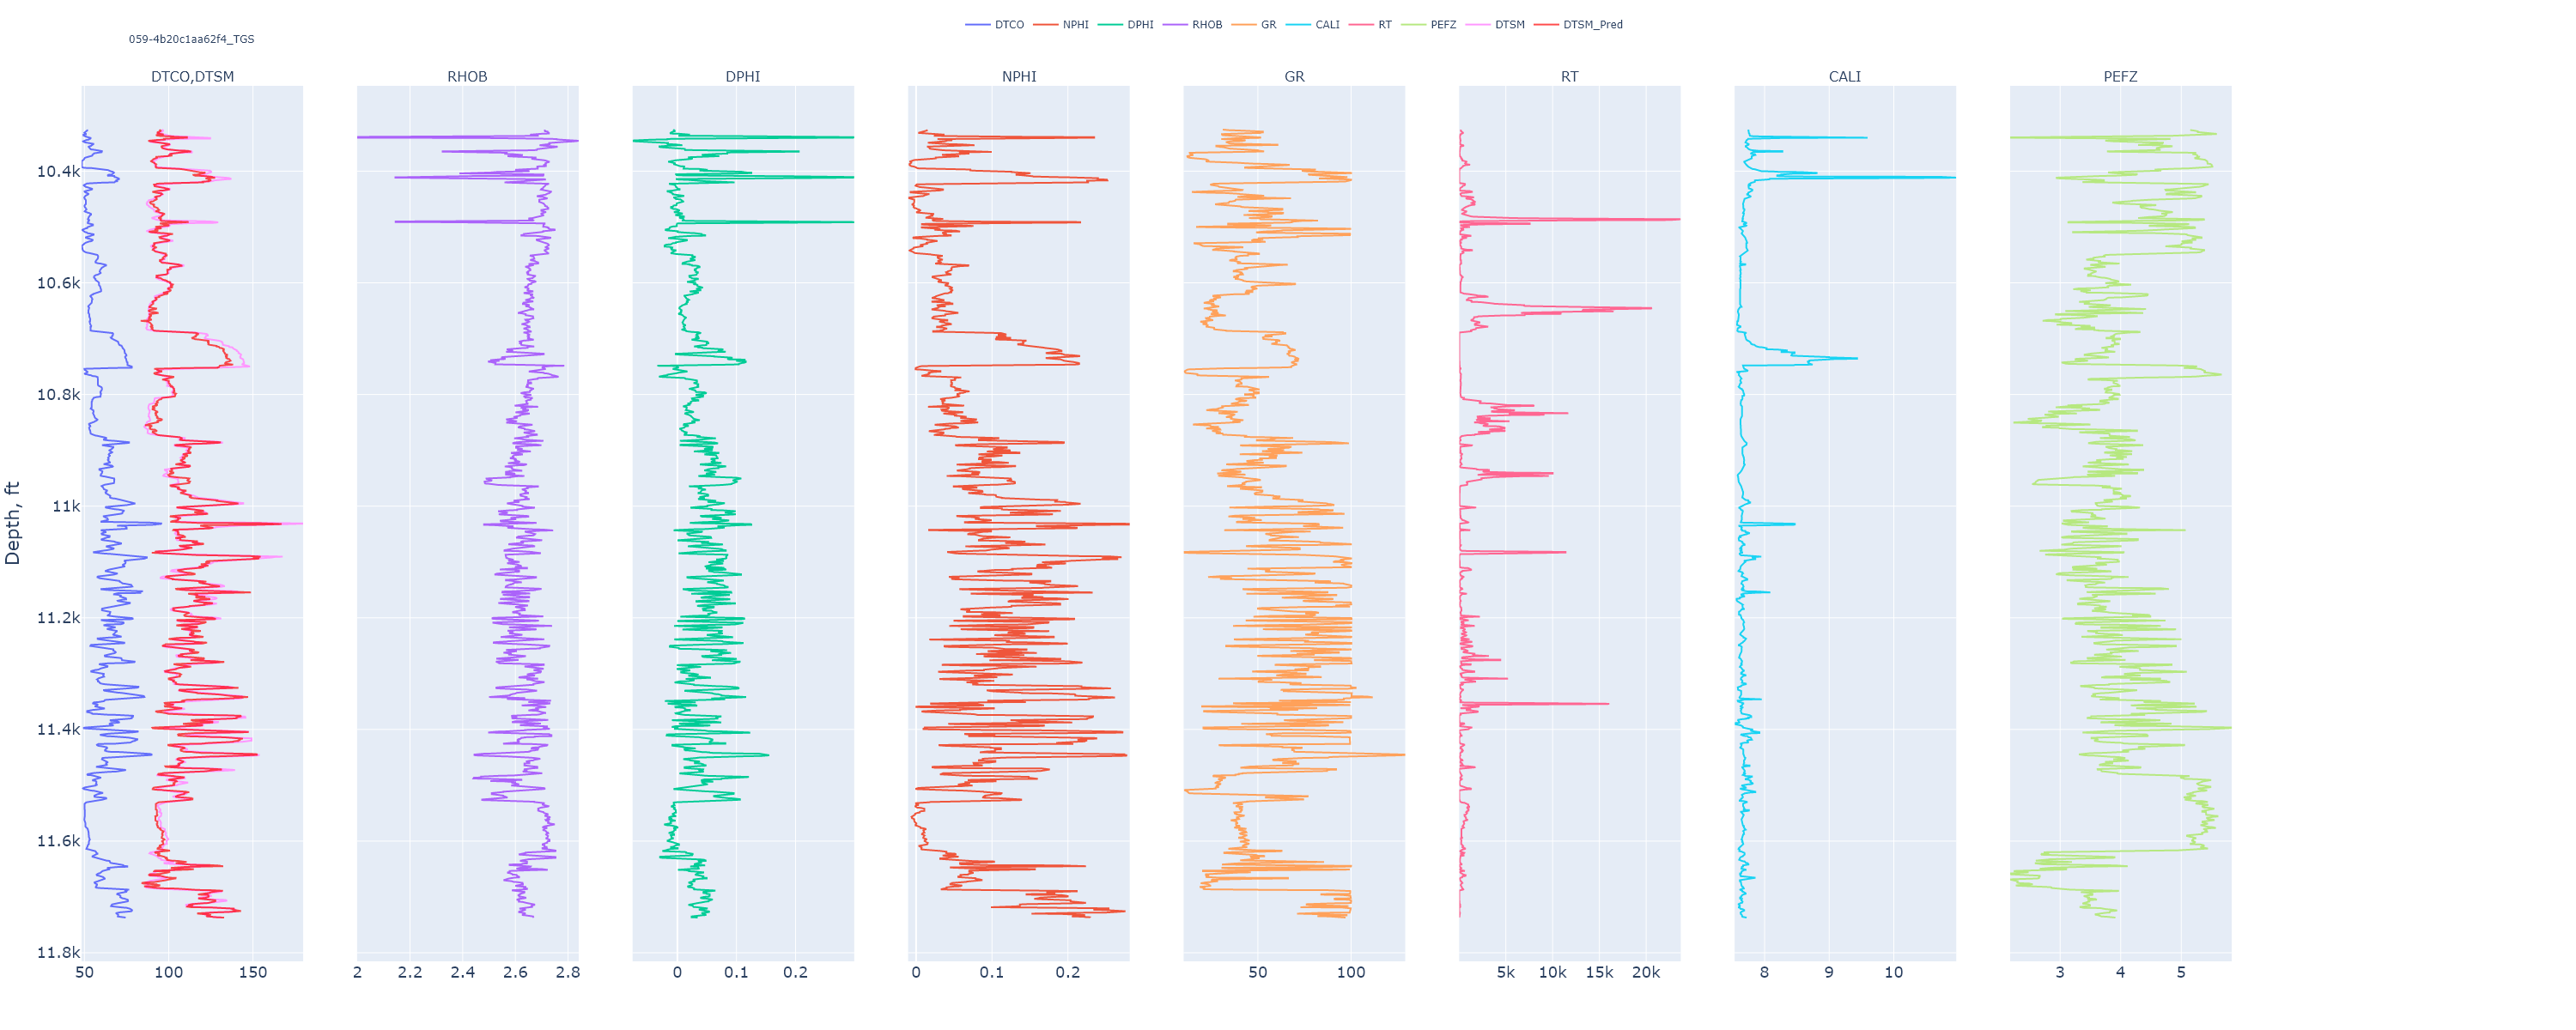 DTCO NPHI DPHI RHOB GR CALI RT PEFZ DTSM DTSM_Pred
059-4b20c1aa62f4_TGS
DTCO,DTSM RHOB DPHI NPHI GR RT CALI PEFZ
10.4k
10.6k
10.8k
11k
Depth, ft
11.2k
11.4k
11.6k
11.8k
50 100 150 2 2.2 2.4 2.6 2.8 0 0.1 0.2 0 0.1 0.2 50 100 5k 10k 15k 20k 8 9 10 3 4 5